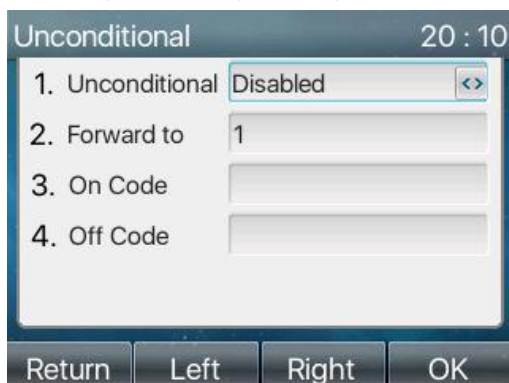 Unconditional 20 : 10
1. Unconditional Disabled <>
2. Forward to 1
3. On Code
4. Off Code
Return Left Right OK